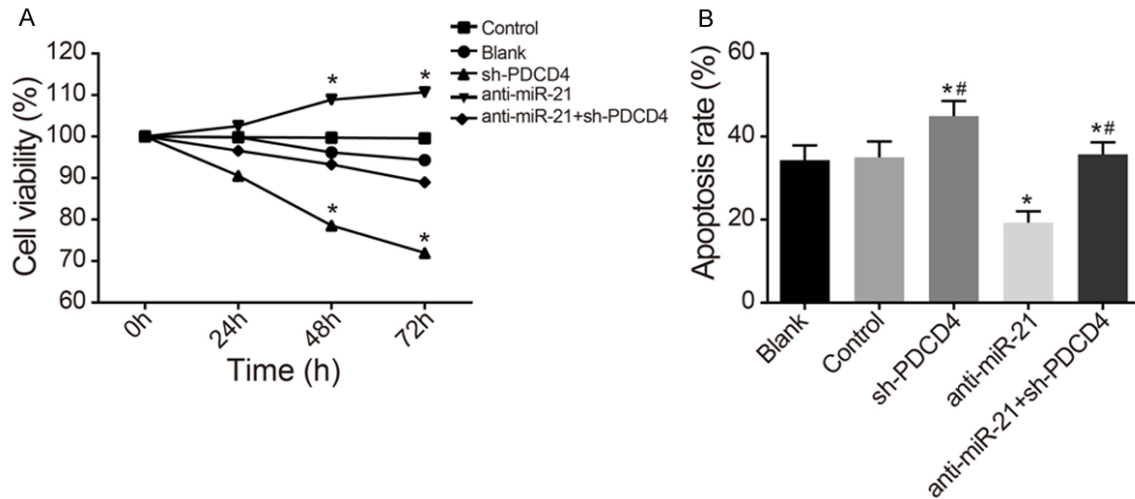 A
Cell viability (%)
120
110
100
90
80
70
60
0h
24h
48h
72h
Time (h)
Control
Blank
sh-PDCD4
anti-miR-21
anti-miR-21+sh-PDCD4
*
*
*
*
B
Apoptosis rate (%)
60
40
20
0
*#
*
*#
Blank
Control
sh-PDCD4
anti-miR-21
anti-miR-21+sh-PDCD4